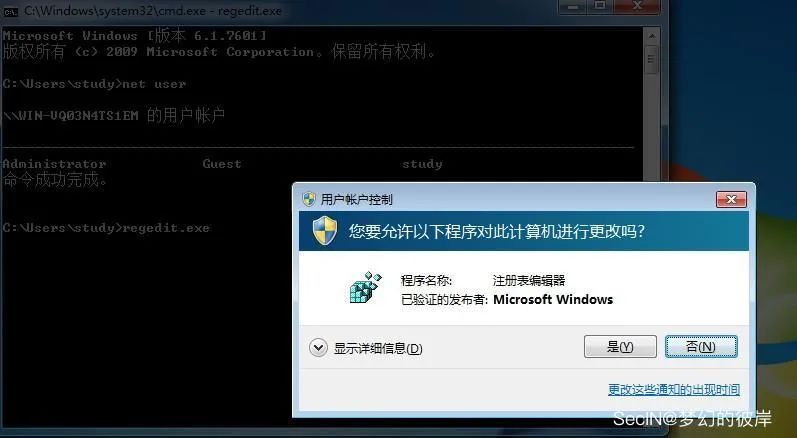 C:\Windows\system32\cmd.exe - regedit.exe
Microsoft Windows [版本 6.1.7601]
版权所有 (c) 2009 Microsoft Corporation。保留所有权利。
C:\Users\study>net user
\\WIN-VQ03N4TS1EM 的用户帐户
-------------------------------------------------------------------------------
Administrator Guest study
命令成功完成。
C:\Users\study>regedit.exe
用户帐户控制
您要允许以下程序对此计算机进行更改吗?
程序名称: 注册表编辑器
已验证的发布者: Microsoft Windows
显示详细信息(D) 是(Y) 否(N)
更改这些通知的出现时间
SecIN@梦幻的彼岸